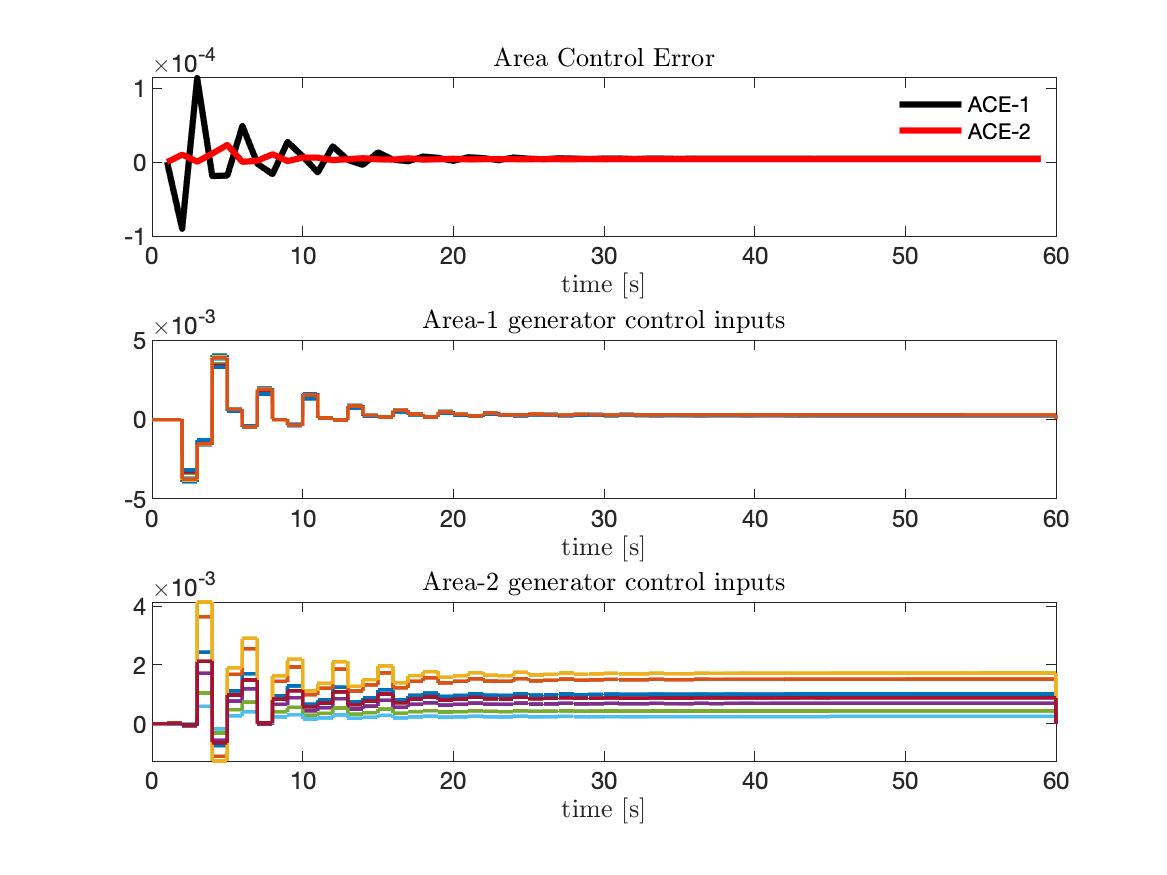 Area Control Error
×10⁻⁴
1
0
-1
ACE-1
ACE-2
0 10 20 30 40 50 60
time [s]
Area-1 generator control inputs
×10⁻³
5
0
-5
0 10 20 30 40 50 60
time [s]
Area-2 generator control inputs
×10⁻³
4
2
0
0 10 20 30 40 50 60
time [s]